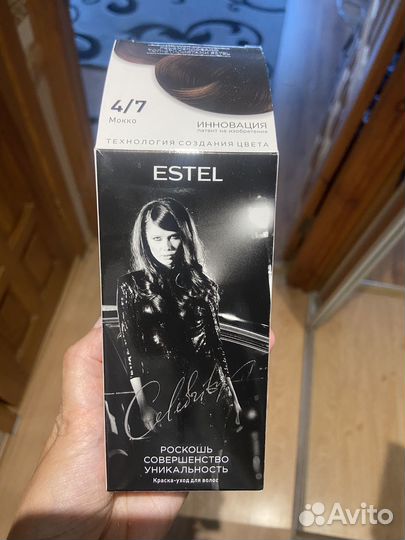 4/7
Мокко
ИННОВАЦИЯ
патент на изобретения
ТЕХНОЛОГИЯ СОЗДАНИЯ ЦВЕТА
ESTEL
Celebrity
РОСКОШЬ
СОВЕРШЕНСТВО
УНИКАЛЬНОСТЬ
Краска-уход для волос
Avito